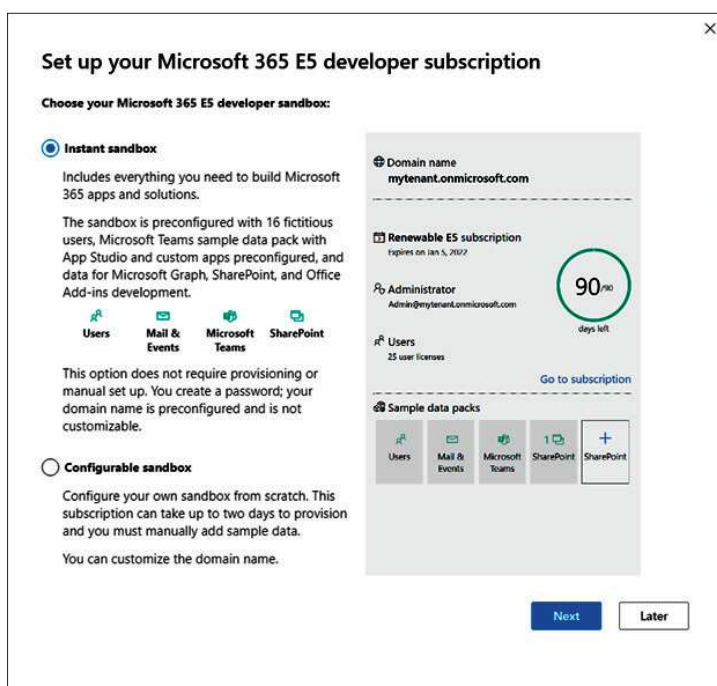 Set up your Microsoft 365 E5 developer subscription
Choose your Microsoft 365 E5 developer sandbox:
Instant sandbox
Includes everything you need to build Microsoft
365 apps and solutions.
The sandbox is preconfigured with 16 fictitious
users, Microsoft Teams sample data pack with
App Studio and custom apps preconfigured, and
data for Microsoft Graph, SharePoint, and Office
Add-ins development.
Users
Mail & Events
Microsoft Teams
SharePoint
This option does not require provisioning or
manual set up. You create a password; your
domain name is preconfigured and is not
customizable.
Configurable sandbox
Configure your own sandbox from scratch. This
subscription can take up to two days to provision
and you must manually add sample data.
You can customize the domain name.
Domain name
mytenant.onmicrosoft.com
Renewable E5 subscription
Expires on Jan 5, 2022
90/90
days left
Administrator
Admin@mytenant.onmicrosoft.com
Users
25 user licenses
Go to subscription
Sample data packs
Users
Mail & Events
Microsoft Teams
1
SharePoint
+
SharePoint
Next
Later